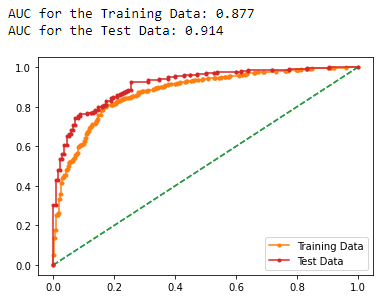 AUC for the Training Data: 0.877
AUC for the Test Data: 0.914
1.0
0.8
0.6
0.4
0.2
0.0
Training Data
Test Data
0.0 0.2 0.4 0.6 0.8 1.0